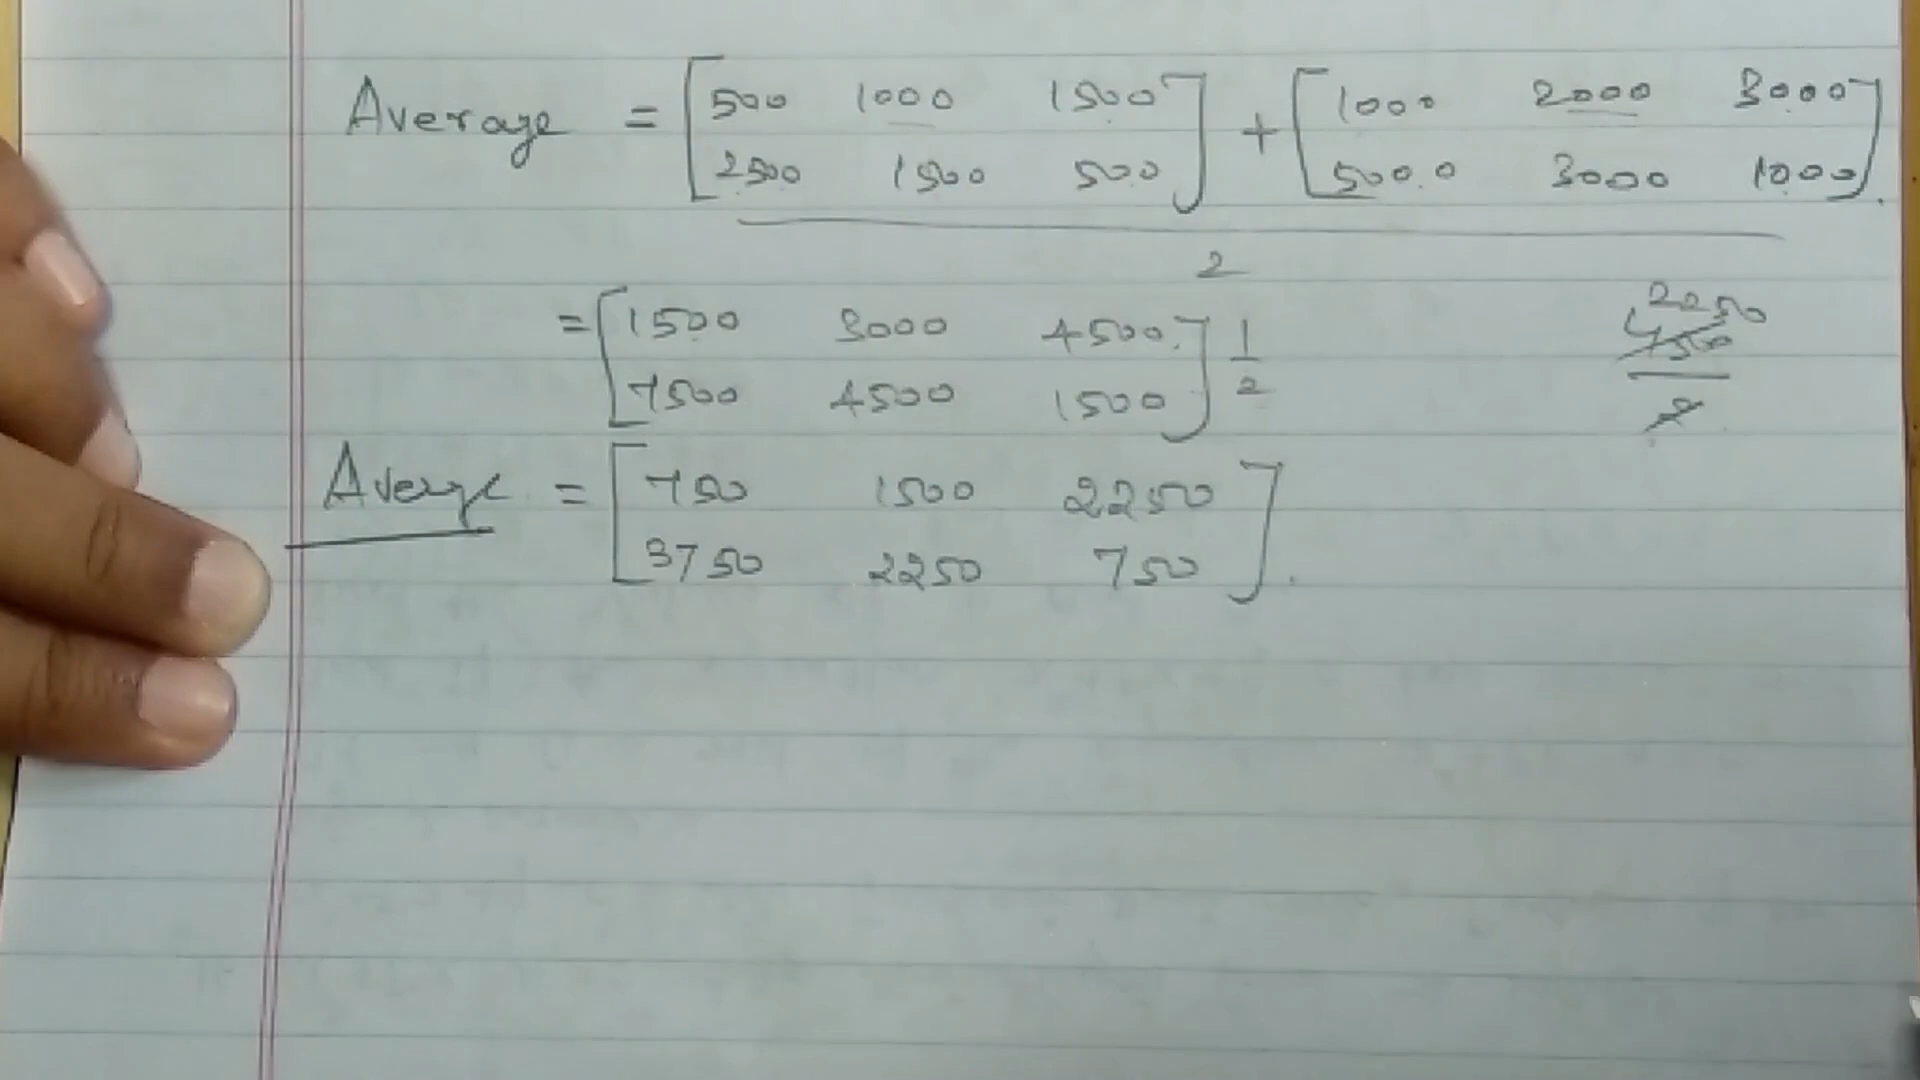 Average = [500 1000 1500] + [1000 2000 3000]
[2500 1500 500] [5000 3000 1000].
2
= [1500 3000 4500] 1
[7500 4500 1500] 2
2250
4500
2
Average = [750 1500 2250]
[3750 2250 750].